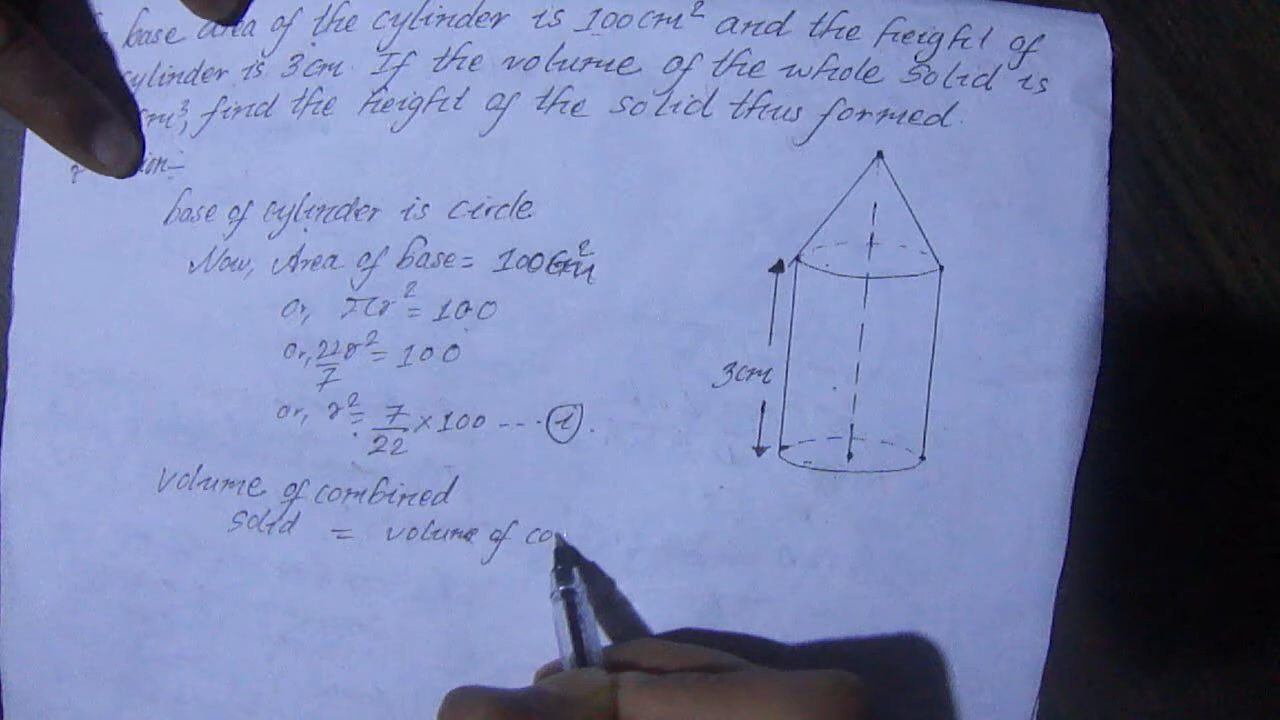 base area of the cylinder is 100cm² and the height of
cylinder is 3cm. If the volume of the whole solid is
cm³, find the height of the solid thus formed.
base of cylinder is circle
Now, Area of base = 100cm²
or, πr² = 100
or, 22/7 r² = 100
or, r² = 7/22 × 100 --- (i).
3cm
volume of combined
solid = volume of co